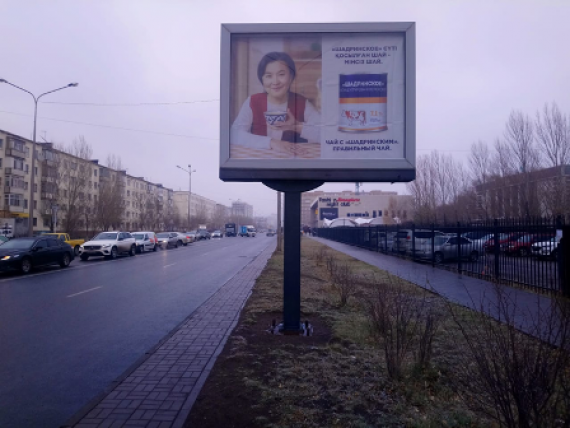 «ШАДРИНСКОЕ» СҮТІ
ҚОСЫЛҒАН ШАЙ -
МІНСІЗ ШАЙ.
«ШАДРИНСКОЕ»
ЧАЙ С «ШАДРИНСКИМ».
ПРАВИЛЬНЫЙ ЧАЙ.